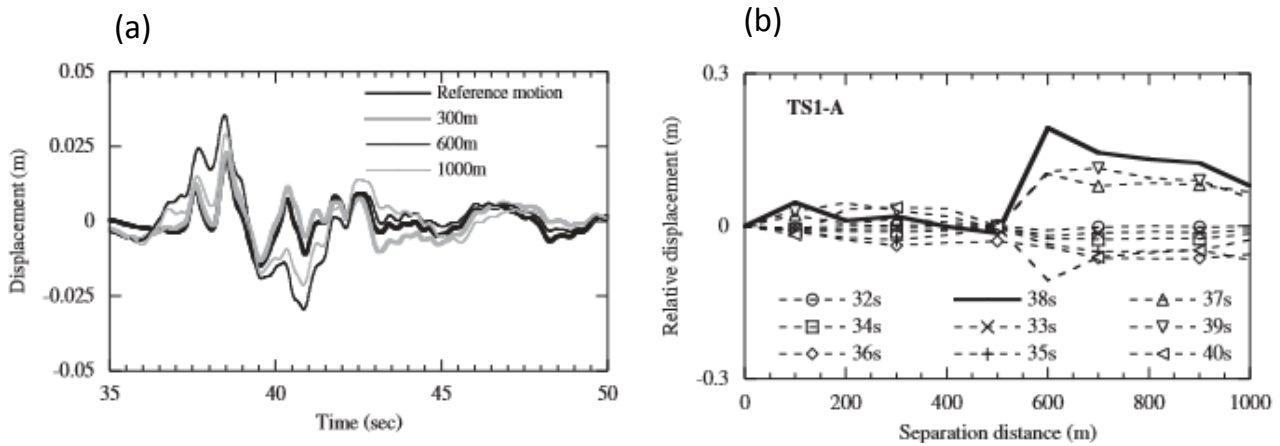 (a)
0.05
0.025
0
-0.025
-0.05
Displacement (m)
Reference motion
300m
600m
1000m
35
40
45
50
Time (sec)
(b)
0.3
0
-0.3
Relative displacement (m)
TS1-A
32s
38s
37s
34s
33s
39s
36s
35s
40s
0
200
400
600
800
1000
Separation distance (m)